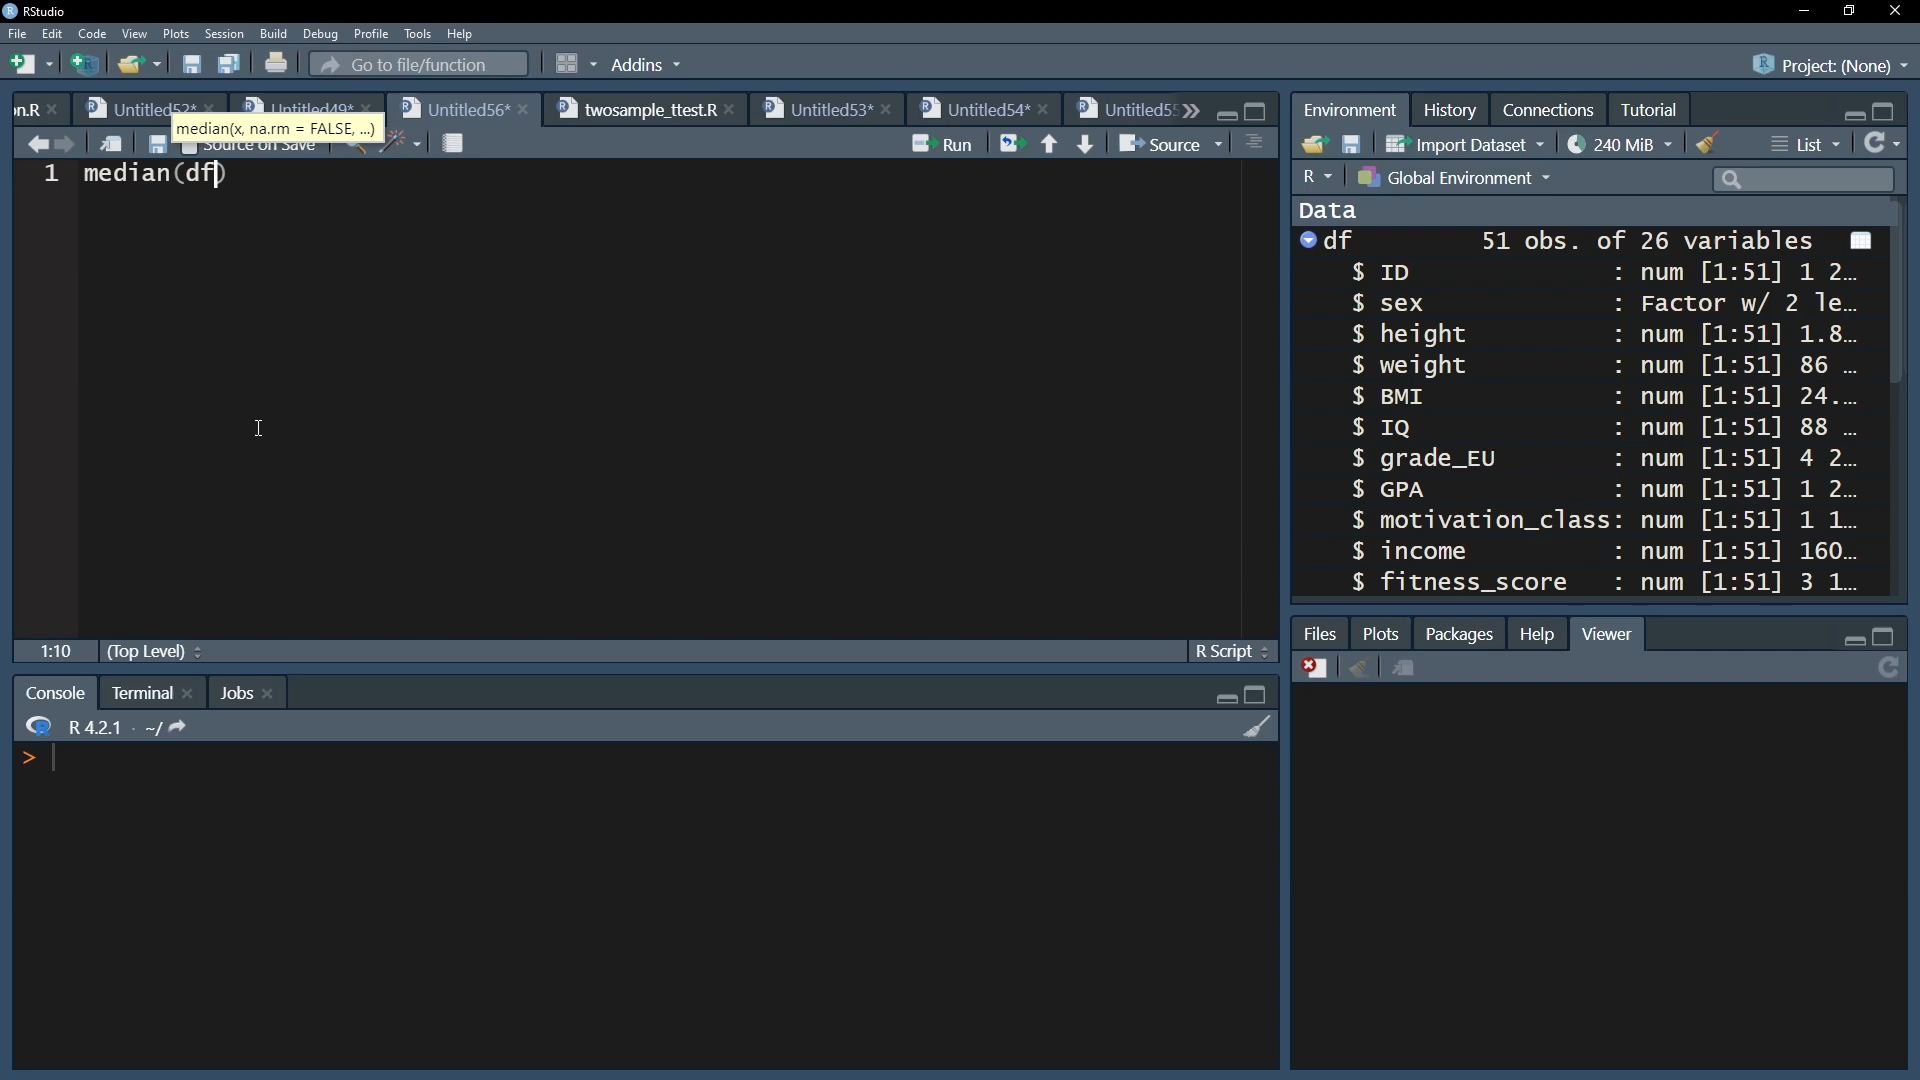 RStudio
File Edit Code View Plots Session Build Debug Profile Tools Help
Go to file/function Addins Project: (None)
n.R Untitled52* Untitled49* Untitled56* twosample_ttest.R Untitled53* Untitled54* Untitled55
median(x, na.rm = FALSE, ...)
Source on Save Run Source
1 median(df)
1:10 (Top Level) R Script
Console Terminal Jobs
R 4.2.1 · ~/
>
Environment History Connections Tutorial
Import Dataset 240 MiB List
R Global Environment
Data
df 51 obs. of 26 variables
$ ID : num [1:51] 1 2…
$ sex : Factor w/ 2 le…
$ height : num [1:51] 1.8…
$ weight : num [1:51] 86 …
$ BMI : num [1:51] 24.…
$ IQ : num [1:51] 88 …
$ grade_EU : num [1:51] 4 2…
$ GPA : num [1:51] 1 2…
$ motivation_class: num [1:51] 1 1…
$ income : num [1:51] 160…
$ fitness_score : num [1:51] 3 1…
Files Plots Packages Help Viewer